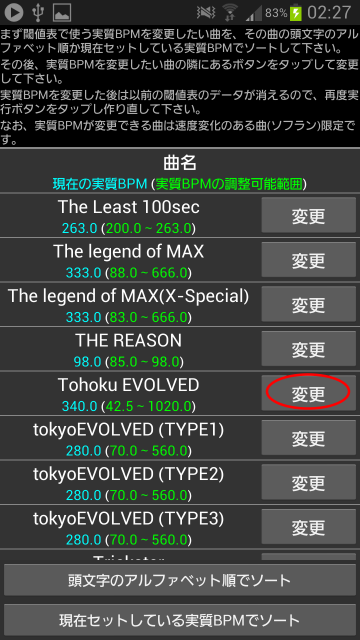 83% 02:27
まず閾値表で使う実質BPMを変更したい曲を、その曲の頭文字のアル
ファベット順か現在セットしている実質BPMでソートして下さい。
その後、実質BPMを変更したい曲の隣にあるボタンをタップして変更
して下さい。
実質BPMを変更した後は以前の閾値表のデータが消えるので、再度実
行ボタンをタップし作り直して下さい。
なお、実質BPMが変更できる曲は速度変化のある曲(ソフラン)限定で
す。
曲名
現在の実質BPM (実質BPMの調整可能範囲)
The Least 100sec
263.0 (200.0 ~ 263.0)
変更
The legend of MAX
333.0 (88.0 ~ 666.0)
変更
The legend of MAX(X-Special)
333.0 (83.0 ~ 666.0)
変更
THE REASON
98.0 (85.0 ~ 98.0)
変更
Tohoku EVOLVED
340.0 (42.5 ~ 1020.0)
変更
tokyoEVOLVED (TYPE1)
280.0 (70.0 ~ 560.0)
変更
tokyoEVOLVED (TYPE2)
280.0 (70.0 ~ 560.0)
変更
tokyoEVOLVED (TYPE3)
280.0 (70.0 ~ 560.0)
変更
頭文字のアルファベット順でソート
現在セットしている実質BPMでソート